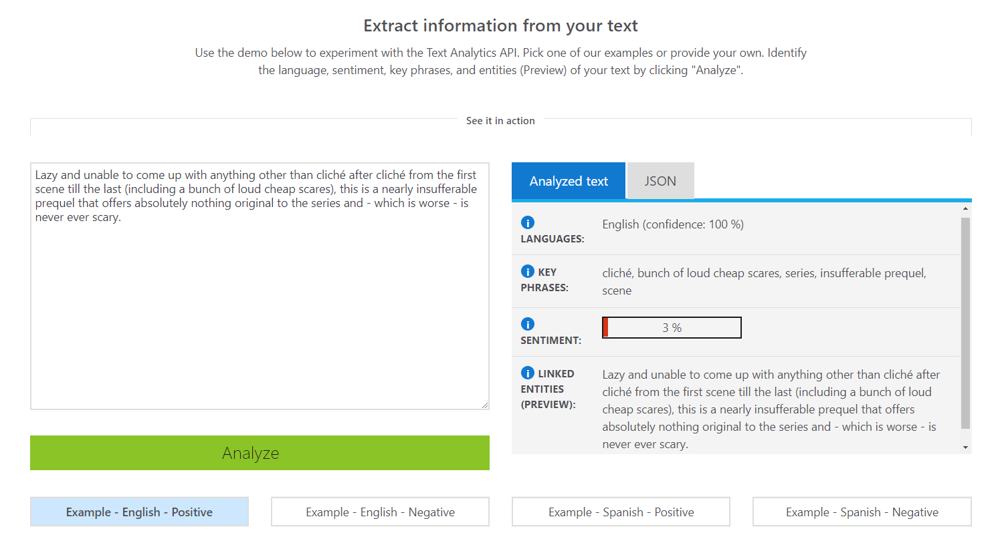 Extract information from your text
Use the demo below to experiment with the Text Analytics API. Pick one of our examples or provide your own. Identify
the language, sentiment, key phrases, and entities (Preview) of your text by clicking "Analyze".
See it in action
Lazy and unable to come up with anything other than cliché after cliché from the first
scene till the last (including a bunch of loud cheap scares), this is a nearly insufferable
prequel that offers absolutely nothing original to the series and - which is worse - is
never ever scary.
Analyze
Analyzed text
JSON
LANGUAGES:
English (confidence: 100 %)
KEY
PHRASES:
cliché, bunch of loud cheap scares, series, insufferable prequel,
scene
SENTIMENT:
3 %
LINKED
ENTITIES
(PREVIEW):
Lazy and unable to come up with anything other than cliché after
cliché from the first scene till the last (including a bunch of loud
cheap scares), this is a nearly insufferable prequel that offers
absolutely nothing original to the series and - which is worse - is
never ever scary.
Example - English - Positive
Example - English - Negative
Example - Spanish - Positive
Example - Spanish - Negative